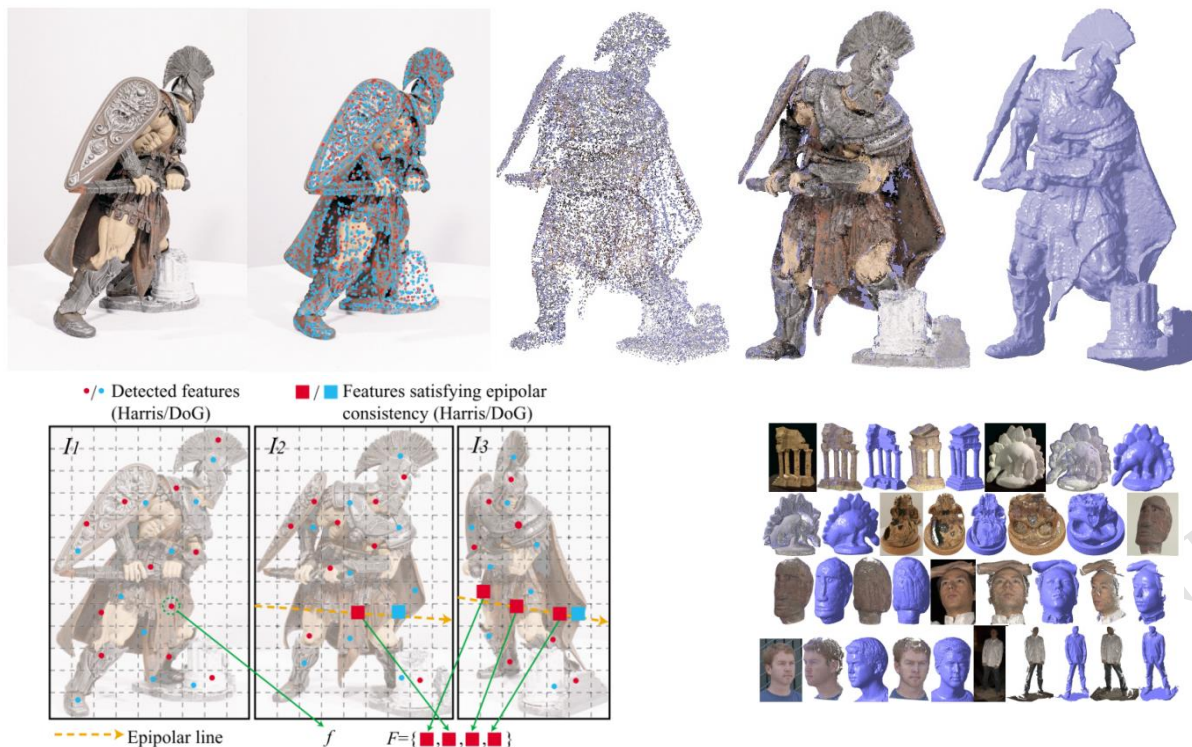 •/• Detected features
(Harris/DoG)
■/■ Features satisfying epipolar
consistency (Harris/DoG)
I1
I2
I3
Epipolar line
f
F={■,■,■,■}